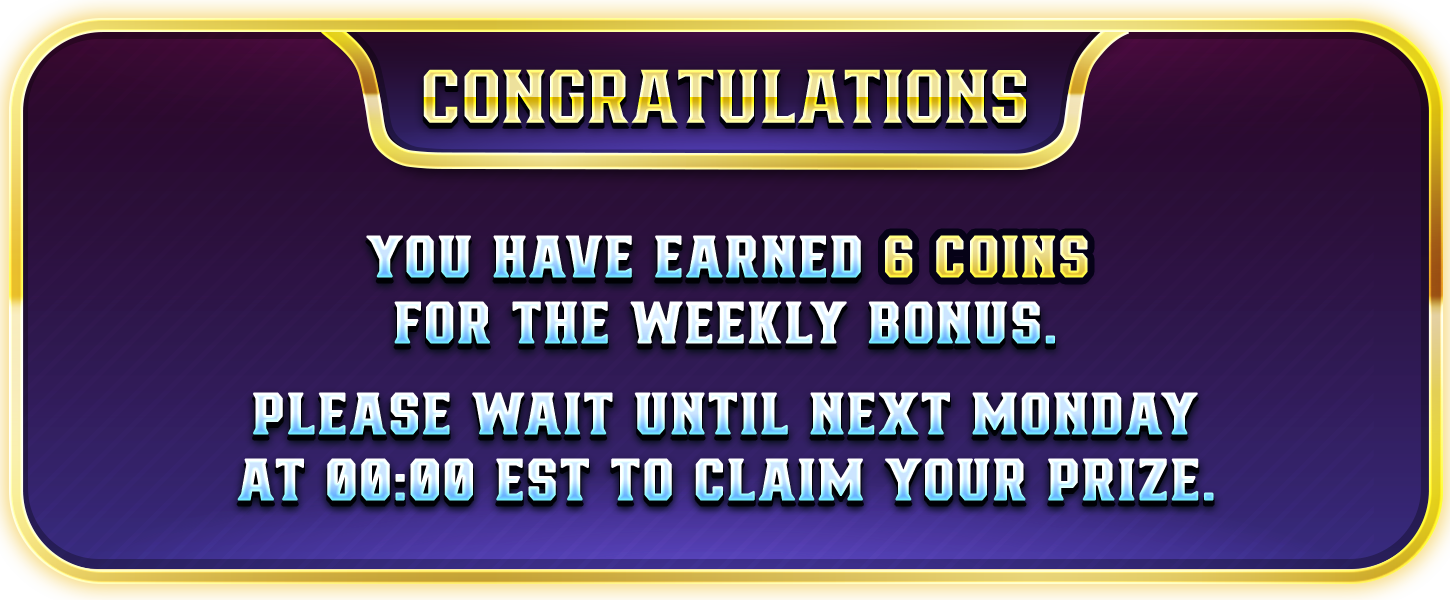 CONGRATULATIONS
YOU HAVE EARNED 6 COINS
FOR THE WEEKLY BONUS.
PLEASE WAIT UNTIL NEXT MONDAY
AT 00:00 EST TO CLAIM YOUR PRIZE.